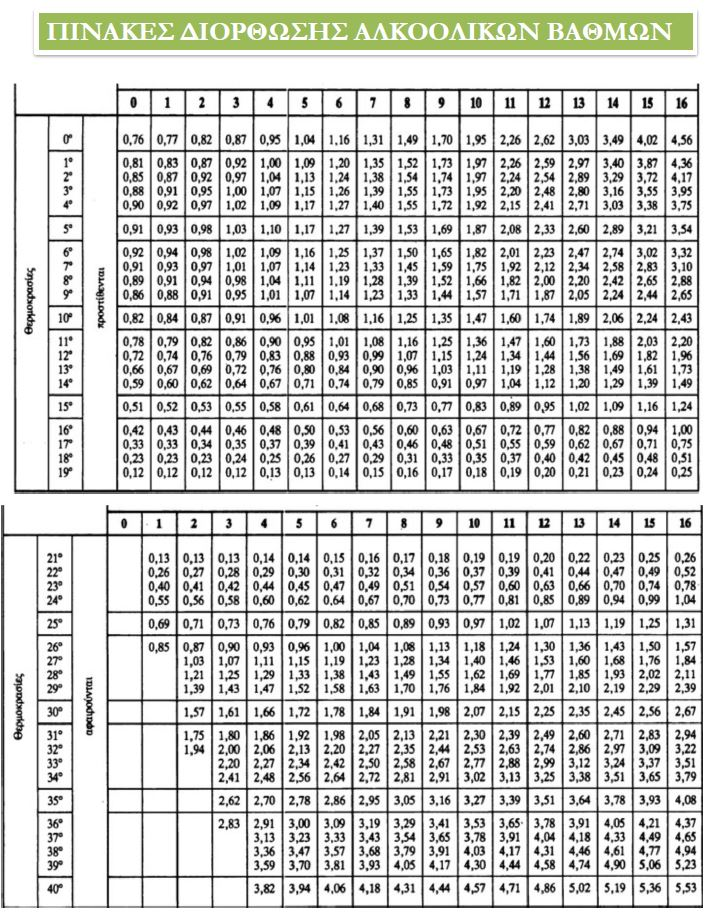 ΠΙΝΑΚΕΣ ΔΙΟΡΘΩΣΗΣ ΑΛΚΟΟΛΙΚΩΝ ΒΑΘΜΩΝ
0 1 2 3 4 5 6 7 8 9 10 11 12 13 14 15 16
Θερμοκρασίες
προστίθενται
0° 0,76 0,77 0,82 0,87 0,95 1,04 1,16 1,31 1,49 1,70 1,95 2,26 2,62 3,03 3,49 4,02 4,56
1° 0,81 0,83 0,87 0,92 1,00 1,09 1,20 1,35 1,52 1,73 1,97 2,26 2,59 2,97 3,40 3,87 4,36
2° 0,85 0,87 0,92 0,97 1,04 1,13 1,24 1,38 1,54 1,74 1,97 2,24 2,54 2,89 3,29 3,72 4,17
3° 0,88 0,91 0,95 1,00 1,07 1,15 1,26 1,39 1,55 1,73 1,95 2,20 2,48 2,80 3,16 3,55 3,95
4° 0,90 0,92 0,97 1,02 1,09 1,17 1,27 1,40 1,55 1,72 1,92 2,15 2,41 2,71 3,03 3,38 3,75
5° 0,91 0,93 0,98 1,03 1,10 1,17 1,27 1,39 1,53 1,69 1,87 2,08 2,33 2,60 2,89 3,21 3,54
6° 0,92 0,94 0,98 1,02 1,09 1,16 1,25 1,37 1,50 1,65 1,82 2,01 2,23 2,47 2,74 3,02 3,32
7° 0,91 0,93 0,97 1,01 1,07 1,14 1,23 1,33 1,45 1,59 1,75 1,92 2,12 2,34 2,58 2,83 3,10
8° 0,89 0,91 0,94 0,98 1,04 1,11 1,19 1,28 1,39 1,52 1,66 1,82 2,00 2,20 2,42 2,65 2,88
9° 0,86 0,88 0,91 0,95 1,01 1,07 1,14 1,23 1,33 1,44 1,57 1,71 1,87 2,05 2,24 2,44 2,65
10° 0,82 0,84 0,87 0,91 0,96 1,01 1,08 1,16 1,25 1,35 1,47 1,60 1,74 1,89 2,06 2,24 2,43
11° 0,78 0,79 0,82 0,86 0,90 0,95 1,01 1,08 1,16 1,25 1,36 1,47 1,60 1,73 1,88 2,03 2,20
12° 0,72 0,74 0,76 0,79 0,83 0,88 0,93 0,99 1,07 1,15 1,24 1,34 1,44 1,56 1,69 1,82 1,96
13° 0,66 0,67 0,69 0,72 0,76 0,80 0,84 0,90 0,96 1,03 1,11 1,19 1,28 1,38 1,49 1,61 1,73
14° 0,59 0,60 0,62 0,64 0,67 0,71 0,74 0,79 0,85 0,91 0,97 1,04 1,12 1,20 1,29 1,39 1,49
15° 0,51 0,52 0,53 0,55 0,58 0,61 0,64 0,68 0,73 0,77 0,83 0,89 0,95 1,02 1,09 1,16 1,24
16° 0,42 0,43 0,44 0,46 0,48 0,50 0,53 0,56 0,60 0,63 0,67 0,72 0,77 0,82 0,88 0,94 1,00
17° 0,33 0,33 0,34 0,35 0,37 0,39 0,41 0,43 0,46 0,48 0,51 0,55 0,59 0,62 0,67 0,71 0,75
18° 0,23 0,23 0,23 0,24 0,25 0,26 0,27 0,29 0,31 0,33 0,35 0,37 0,40 0,42 0,45 0,48 0,51
19° 0,12 0,12 0,12 0,12 0,13 0,13 0,14 0,15 0,16 0,17 0,18 0,19 0,20 0,21 0,23 0,24 0,25
0 1 2 3 4 5 6 7 8 9 10 11 12 13 14 15 16
Θερμοκρασίες
αφαιρούνται
21° 0,13 0,13 0,13 0,14 0,14 0,15 0,16 0,17 0,18 0,19 0,19 0,20 0,22 0,23 0,25 0,26
22° 0,26 0,27 0,28 0,29 0,30 0,31 0,32 0,34 0,36 0,37 0,39 0,41 0,44 0,47 0,49 0,52
23° 0,40 0,41 0,42 0,44 0,45 0,47 0,49 0,51 0,54 0,57 0,60 0,63 0,66 0,70 0,74 0,78
24° 0,55 0,56 0,58 0,60 0,62 0,64 0,67 0,70 0,73 0,77 0,81 0,85 0,89 0,94 0,99 1,04
25° 0,69 0,71 0,73 0,76 0,79 0,82 0,85 0,89 0,93 0,97 1,02 1,07 1,13 1,19 1,25 1,31
26° 0,85 0,87 0,90 0,93 0,96 1,00 1,04 1,08 1,13 1,18 1,24 1,30 1,36 1,43 1,50 1,57
27° 1,03 1,07 1,11 1,15 1,19 1,23 1,28 1,34 1,40 1,46 1,53 1,60 1,68 1,76 1,84
28° 1,21 1,25 1,29 1,33 1,38 1,43 1,49 1,55 1,62 1,69 1,77 1,85 1,93 2,02 2,11
29° 1,39 1,43 1,47 1,52 1,58 1,63 1,70 1,76 1,84 1,92 2,01 2,10 2,19 2,29 2,39
30° 1,57 1,61 1,66 1,72 1,78 1,84 1,91 1,98 2,07 2,15 2,25 2,35 2,45 2,56 2,67
31° 1,75 1,80 1,86 1,92 1,98 2,05 2,13 2,21 2,30 2,39 2,49 2,60 2,71 2,83 2,94
32° 1,94 2,00 2,06 2,13 2,20 2,27 2,35 2,44 2,53 2,63 2,74 2,86 2,97 3,09 3,22
33° 2,20 2,27 2,34 2,42 2,50 2,58 2,67 2,77 2,88 2,99 3,12 3,24 3,37 3,51
34° 2,41 2,48 2,56 2,64 2,72 2,81 2,91 3,02 3,13 3,25 3,38 3,51 3,65 3,79
35° 2,62 2,70 2,78 2,86 2,95 3,05 3,16 3,27 3,39 3,51 3,64 3,78 3,93 4,08
36° 2,83 2,91 3,00 3,09 3,19 3,29 3,41 3,53 3,65 3,78 3,91 4,05 4,21 4,37
37° 3,13 3,23 3,33 3,43 3,54 3,65 3,78 3,91 4,04 4,18 4,33 4,49 4,65
38° 3,36 3,47 3,57 3,68 3,79 3,91 4,03 4,17 4,31 4,46 4,61 4,77 4,94
39° 3,59 3,70 3,81 3,93 4,05 4,17 4,30 4,44 4,58 4,74 4,90 5,06 5,23
40° 3,82 3,94 4,06 4,18 4,31 4,44 4,57 4,71 4,86 5,02 5,19 5,36 5,53